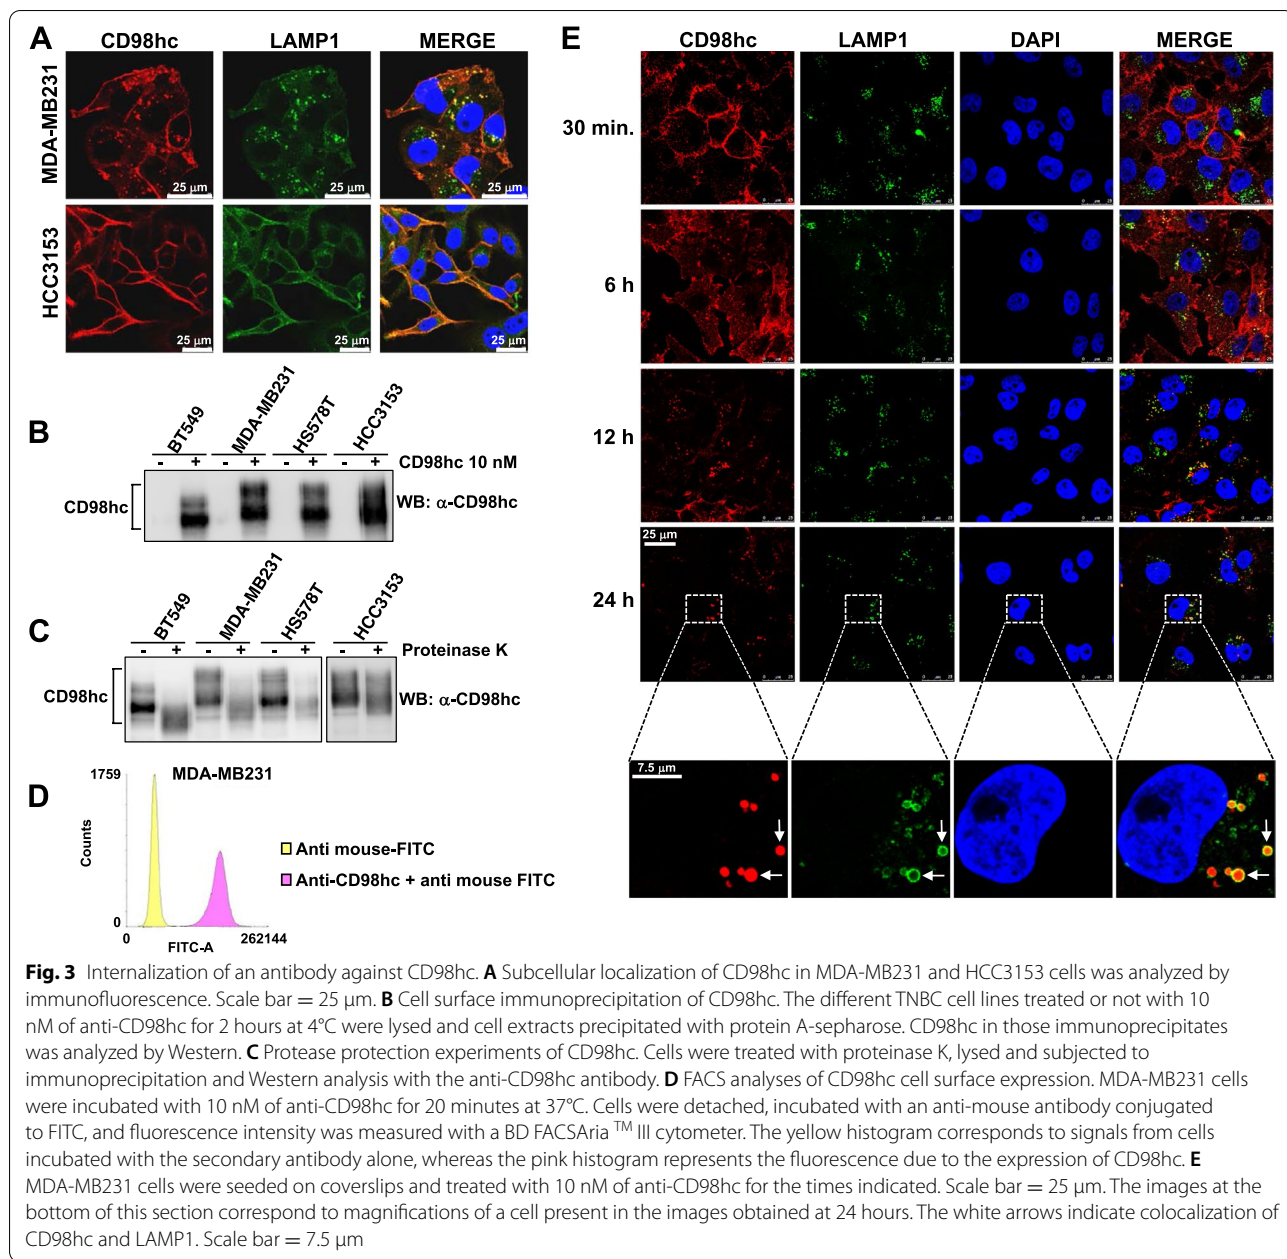 A
CD98hc LAMP1 MERGE
MDA-MB231
25 µm 25 µm 25 µm
HCC3153
25 µm 25 µm 25 µm
B
BT549 MDA-MB231 HS578T HCC3153
- + - + - + - + CD98hc 10 nM
CD98hc WB: α-CD98hc
C
BT549 MDA-MB231 HS578T HCC3153
- + - + - + - + Proteinase K
CD98hc WB: α-CD98hc
D
MDA-MB231
1759
Counts
0
0 FITC-A 262144
Anti mouse-FITC
Anti-CD98hc + anti mouse FITC
E
CD98hc LAMP1 DAPI MERGE
30 min.
6 h
12 h
25 µm
24 h
7.5 µm
Fig. 3 Internalization of an antibody against CD98hc. A Subcellular localization of CD98hc in MDA-MB231 and HCC3153 cells was analyzed by
immunofluorescence. Scale bar = 25 µm. B Cell surface immunoprecipitation of CD98hc. The different TNBC cell lines treated or not with 10
nM of anti-CD98hc for 2 hours at 4°C were lysed and cell extracts precipitated with protein A-sepharose. CD98hc in those immunoprecipitates
was analyzed by Western. C Protease protection experiments of CD98hc. Cells were treated with proteinase K, lysed and subjected to
immunoprecipitation and Western analysis with the anti-CD98hc antibody. D FACS analyses of CD98hc cell surface expression. MDA-MB231 cells
were incubated with 10 nM of anti-CD98hc for 20 minutes at 37°C. Cells were detached, incubated with an anti-mouse antibody conjugated
to FITC, and fluorescence intensity was measured with a BD FACSAria ™ III cytometer. The yellow histogram corresponds to signals from cells
incubated with the secondary antibody alone, whereas the pink histogram represents the fluorescence due to the expression of CD98hc. E
MDA-MB231 cells were seeded on coverslips and treated with 10 nM of anti-CD98hc for the times indicated. Scale bar = 25 µm. The images at the
bottom of this section correspond to magnifications of a cell present in the images obtained at 24 hours. The white arrows indicate colocalization of
CD98hc and LAMP1. Scale bar = 7.5 µm